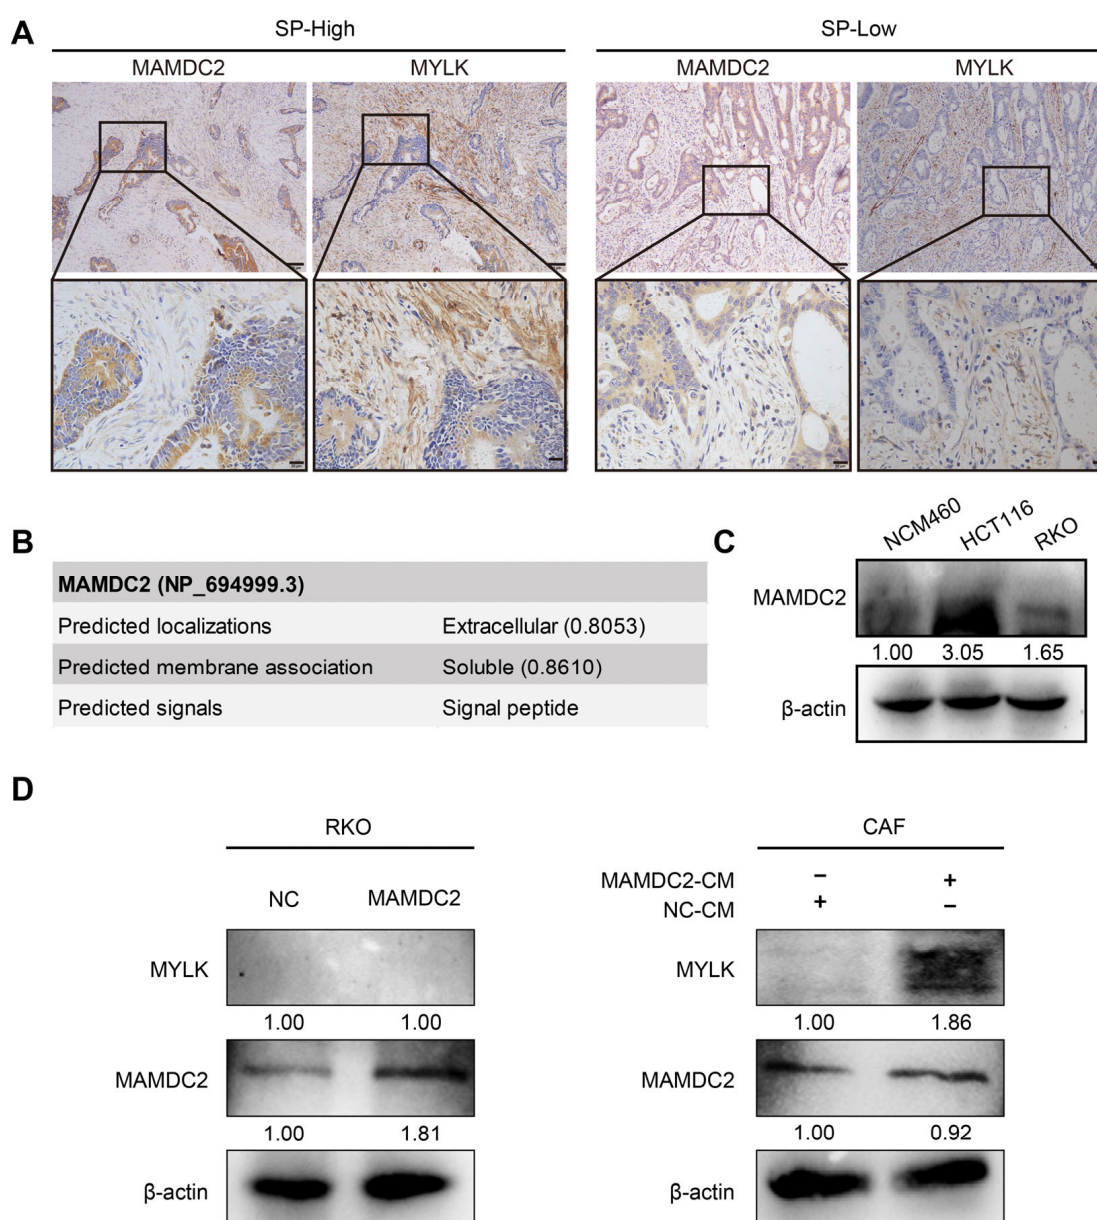 A
SP-High
SP-Low
MAMDC2
MYLK
MAMDC2
MYLK
B
MAMDC2 (NP_694999.3)
Predicted localizations
Extracellular (0.8053)
Predicted membrane association
Soluble (0.8610)
Predicted signals
Signal peptide
C
NCM460
HCT116
RKO
MAMDC2
1.00 3.05 1.65
β-actin
D
RKO
NC
MAMDC2
MYLK
1.00 1.00
MAMDC2
1.00 1.81
β-actin
CAF
MAMDC2-CM − +
NC-CM + −
MYLK
1.00 1.86
MAMDC2
1.00 0.92
β-actin